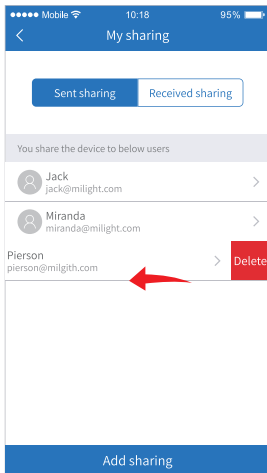 Mobile 10:18 95%
My sharing
Sent sharing Received sharing
You share the device to below users
Jack
jack@milight.com
Miranda
miranda@milight.com
Pierson
pierson@milgith.com
Delete
Add sharing